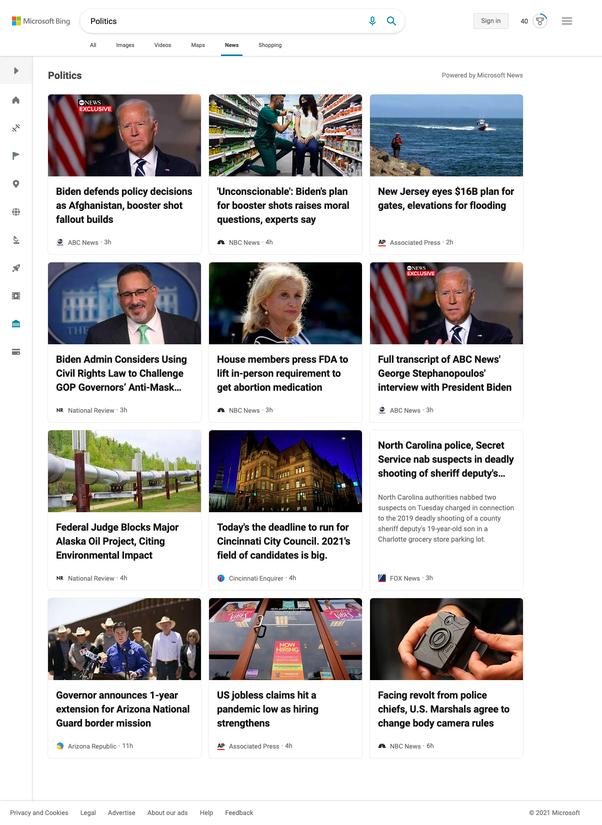 Microsoft Bing
Politics
Sign in
40
All Images Videos Maps News Shopping
Politics
Powered by Microsoft News
abc NEWS
EXCLUSIVE
Biden defends policy decisions
as Afghanistan, booster shot
fallout builds
ABC News · 3h
'Unconscionable': Biden's plan
for booster shots raises moral
questions, experts say
NBC News · 4h
New Jersey eyes $16B plan for
gates, elevations for flooding
AP Associated Press · 2h
THE WHITE HOUSE
Biden Admin Considers Using
Civil Rights Law to Challenge
GOP Governors' Anti-Mask…
NR National Review · 3h
House members press FDA to
lift in-person requirement to
get abortion medication
NBC News · 3h
abc NEWS
EXCLUSIVE
Full transcript of ABC News'
George Stephanopoulos'
interview with President Biden
ABC News · 3h
Federal Judge Blocks Major
Alaska Oil Project, Citing
Environmental Impact
NR National Review · 4h
Today's the deadline to run for
Cincinnati City Council. 2021's
field of candidates is big.
Cincinnati Enquirer · 4h
North Carolina police, Secret
Service nab suspects in deadly
shooting of sheriff deputy's…
North Carolina authorities nabbed two
suspects on Tuesday charged in connection
to the 2019 deadly shooting of a county
sheriff deputy's 19-year-old son in a
Charlotte grocery store parking lot.
FOX News · 3h
Governor announces 1-year
extension for Arizona National
Guard border mission
Arizona Republic · 11h
NOW
HIRING
US jobless claims hit a
pandemic low as hiring
strengthens
AP Associated Press · 4h
Facing revolt from police
chiefs, U.S. Marshals agree to
change body camera rules
NBC News · 6h
Privacy and Cookies Legal Advertise About our ads Help Feedback
© 2021 Microsoft